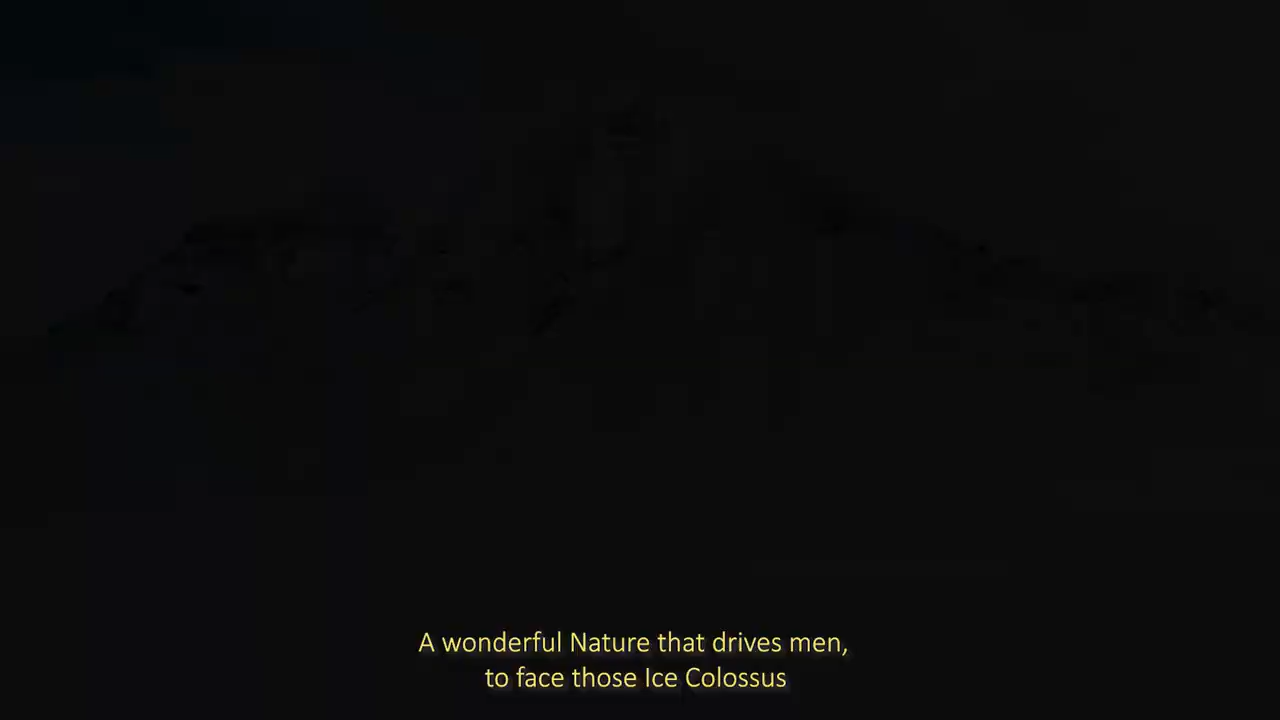 A wonderful Nature that drives men,
to face those Ice Colossus